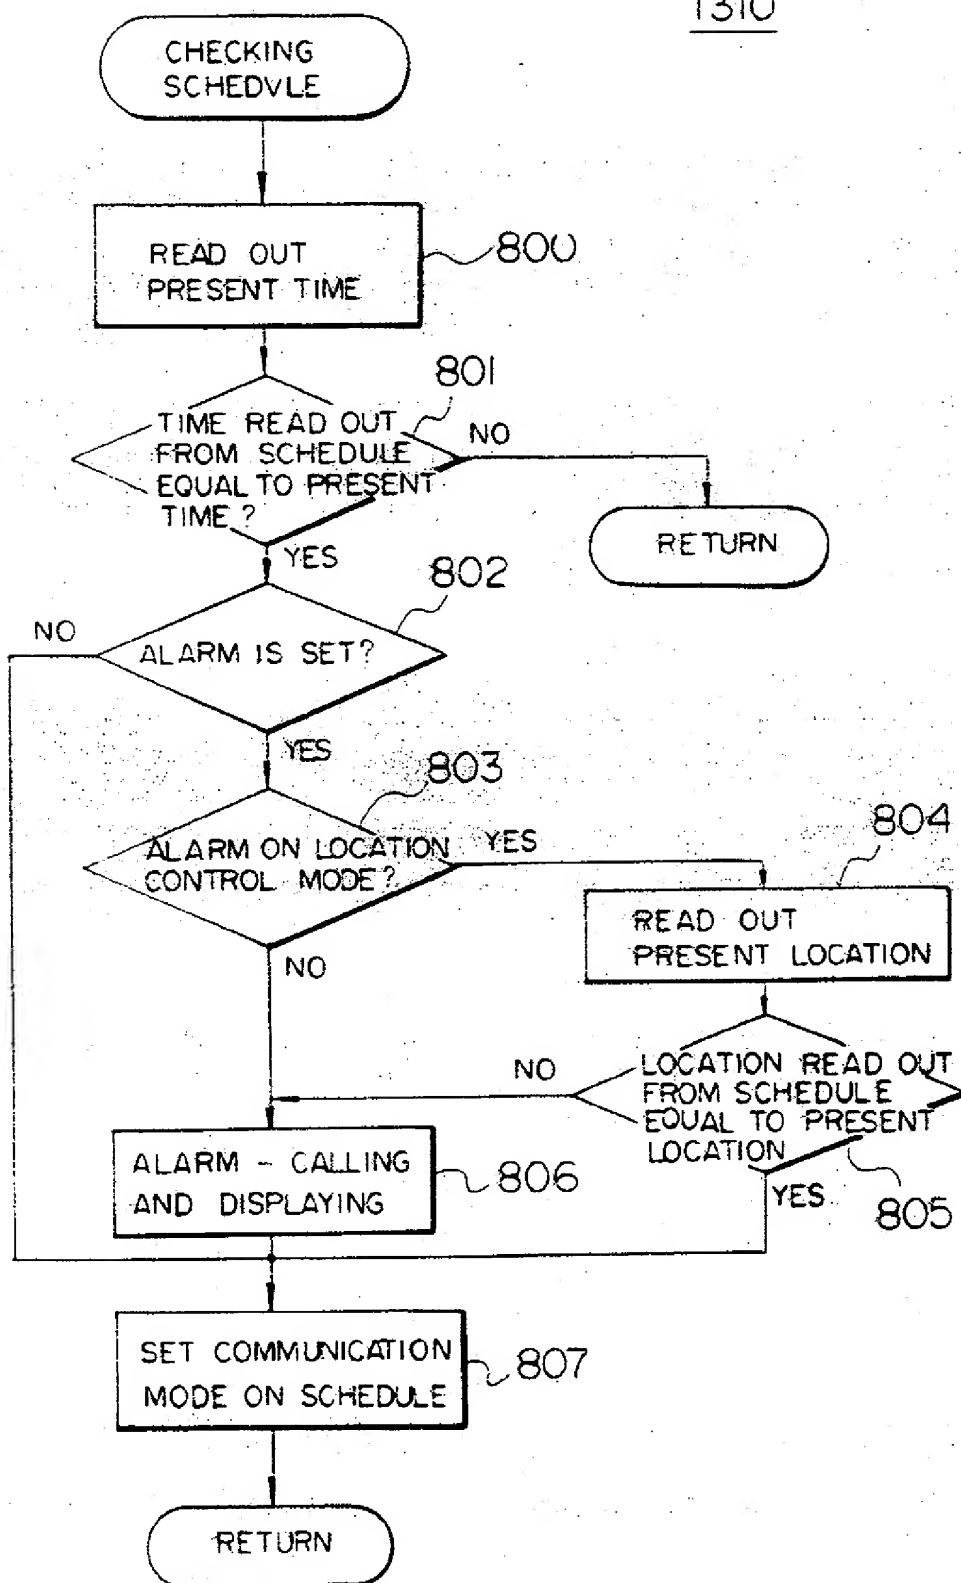 1310
CHECKING
SCHEDVLE
READ OUT
PRESENT TIME
800
801
TIME READ OUT
FROM SCHEDULE
EQUAL TO PRESENT
TIME?
NO
RETURN
YES
802
NO
ALARM IS SET?
YES
803
ALARM ON LOCATION
CONTROL MODE?
YES
804
READ OUT
PRESENT LOCATION
NO
NO
LOCATION READ OUT
FROM SCHEDULE
EQUAL TO PRESENT
LOCATION
YES
805
ALARM - CALLING
AND DISPLAYING
806
SET COMMUNICATION
MODE ON SCHEDULE
807
RETURN